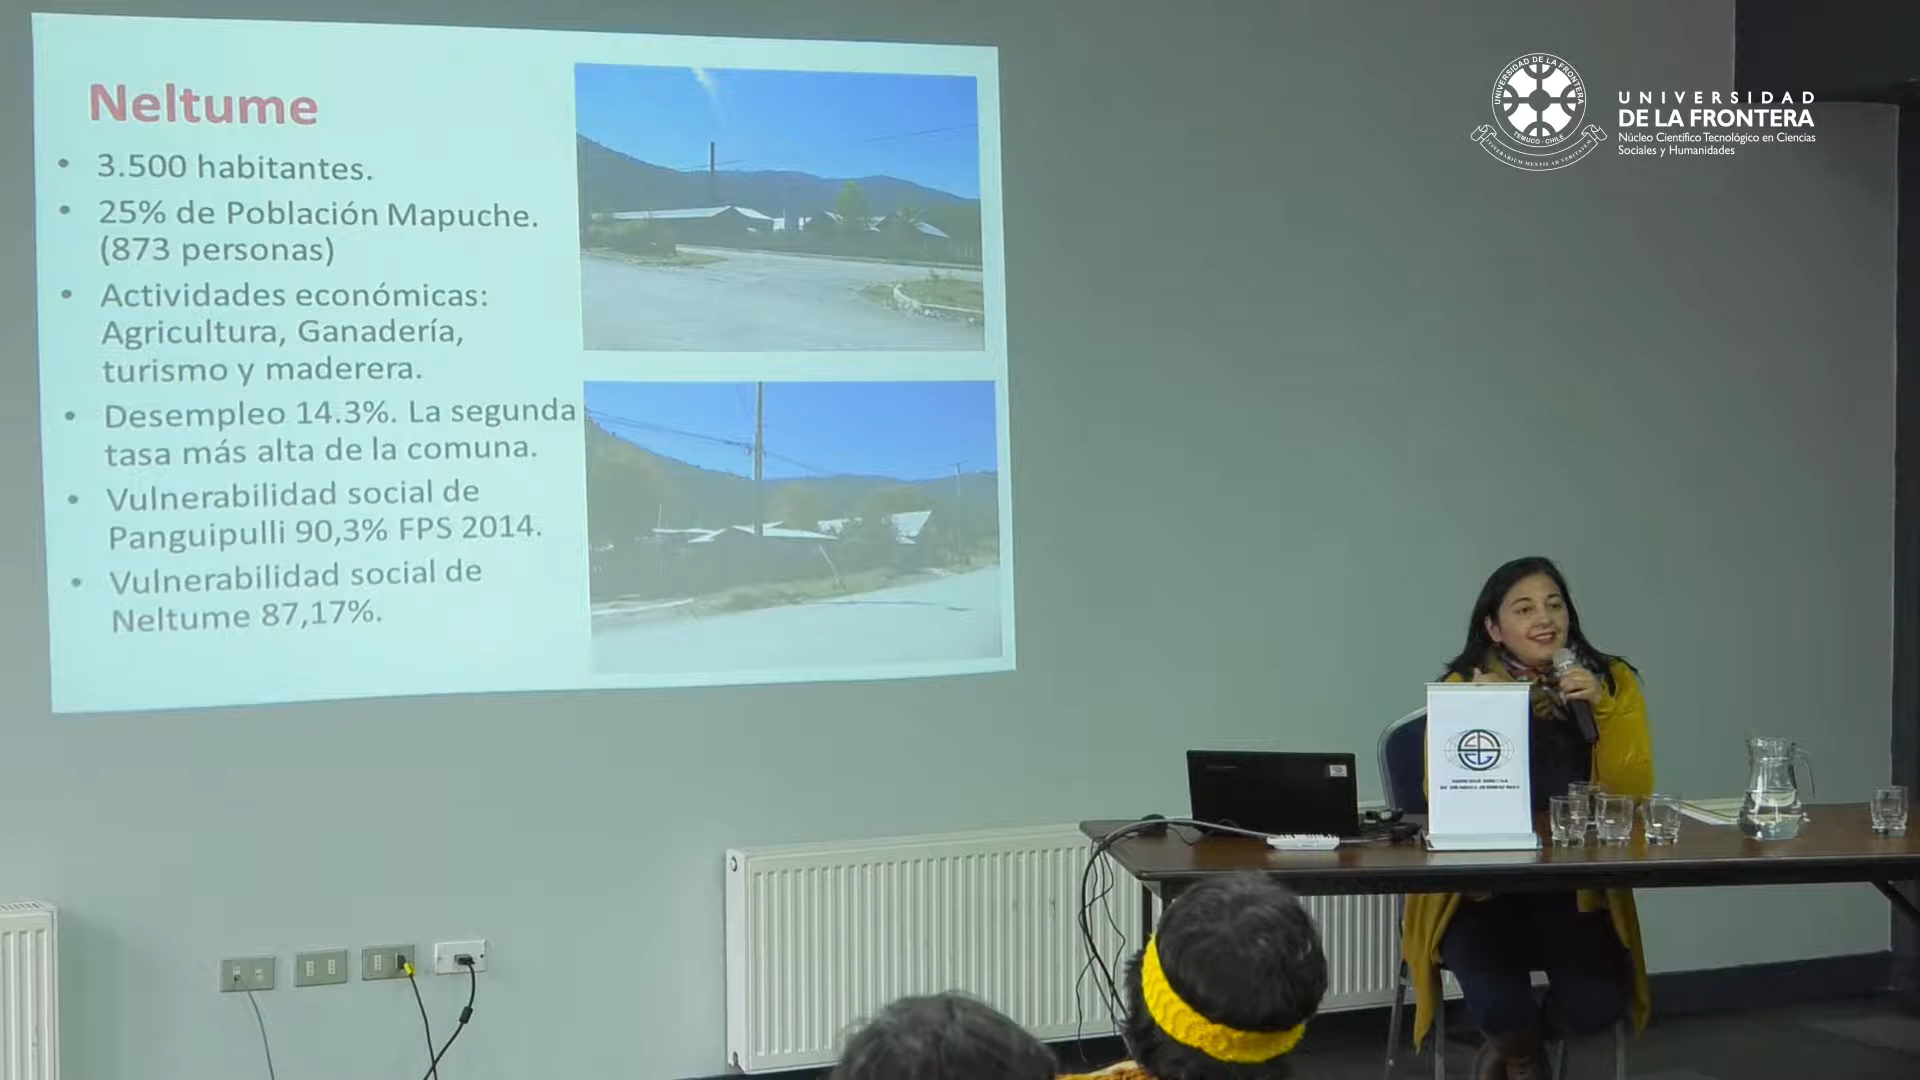 Neltume
• 3.500 habitantes.
• 25% de Población Mapuche.
(873 personas)
• Actividades económicas:
Agricultura, Ganadería,
turismo y maderera.
• Desempleo 14.3%. La segunda
tasa más alta de la comuna.
• Vulnerabilidad social de
Panguipulli 90,3% FPS 2014.
• Vulnerabilidad social de
Neltume 87,17%.
UNIVERSIDAD DE LA FRONTERA
TEMUCO - CHILE
UNIVERSIDAD
DE LA FRONTERA
Núcleo Científico Tecnológico en Ciencias
Sociales y Humanidades